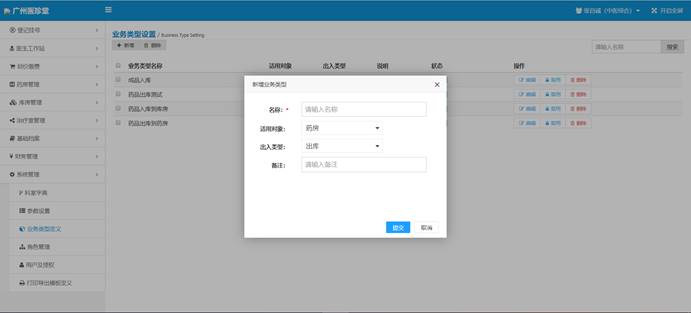 广州医珍堂
张自诚（中医综合） 开启全屏
登记挂号
医生工作站
划价缴费
药房管理
库房管理
治疗室管理
基础档案
财务管理
系统管理
科室字典
参数设置
业务类型定义
角色管理
用户及授权
打印导出模板定义
业务类型设置 / Business Type Setting
新增 删除
请输入名称 搜索
业务类型名称 适用对象 出入类型 说明 状态 操作
成品入库 编辑 禁用 删除
药品出库测试 编辑 禁用 删除
药品入库到库房 编辑 禁用 删除
药品出库到药房 编辑 禁用 删除
新增业务类型
名称：* 请输入名称
适用对象： 药房
出入类型： 出库
备注： 请输入备注
提交 取消